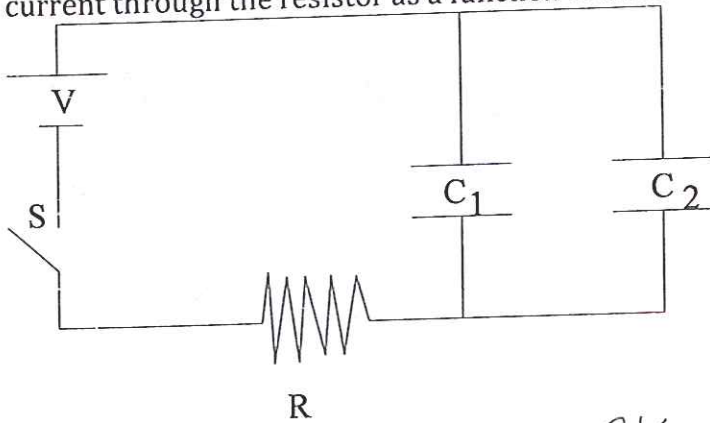 current through the resistor as a function
V
S
C1
C2
R